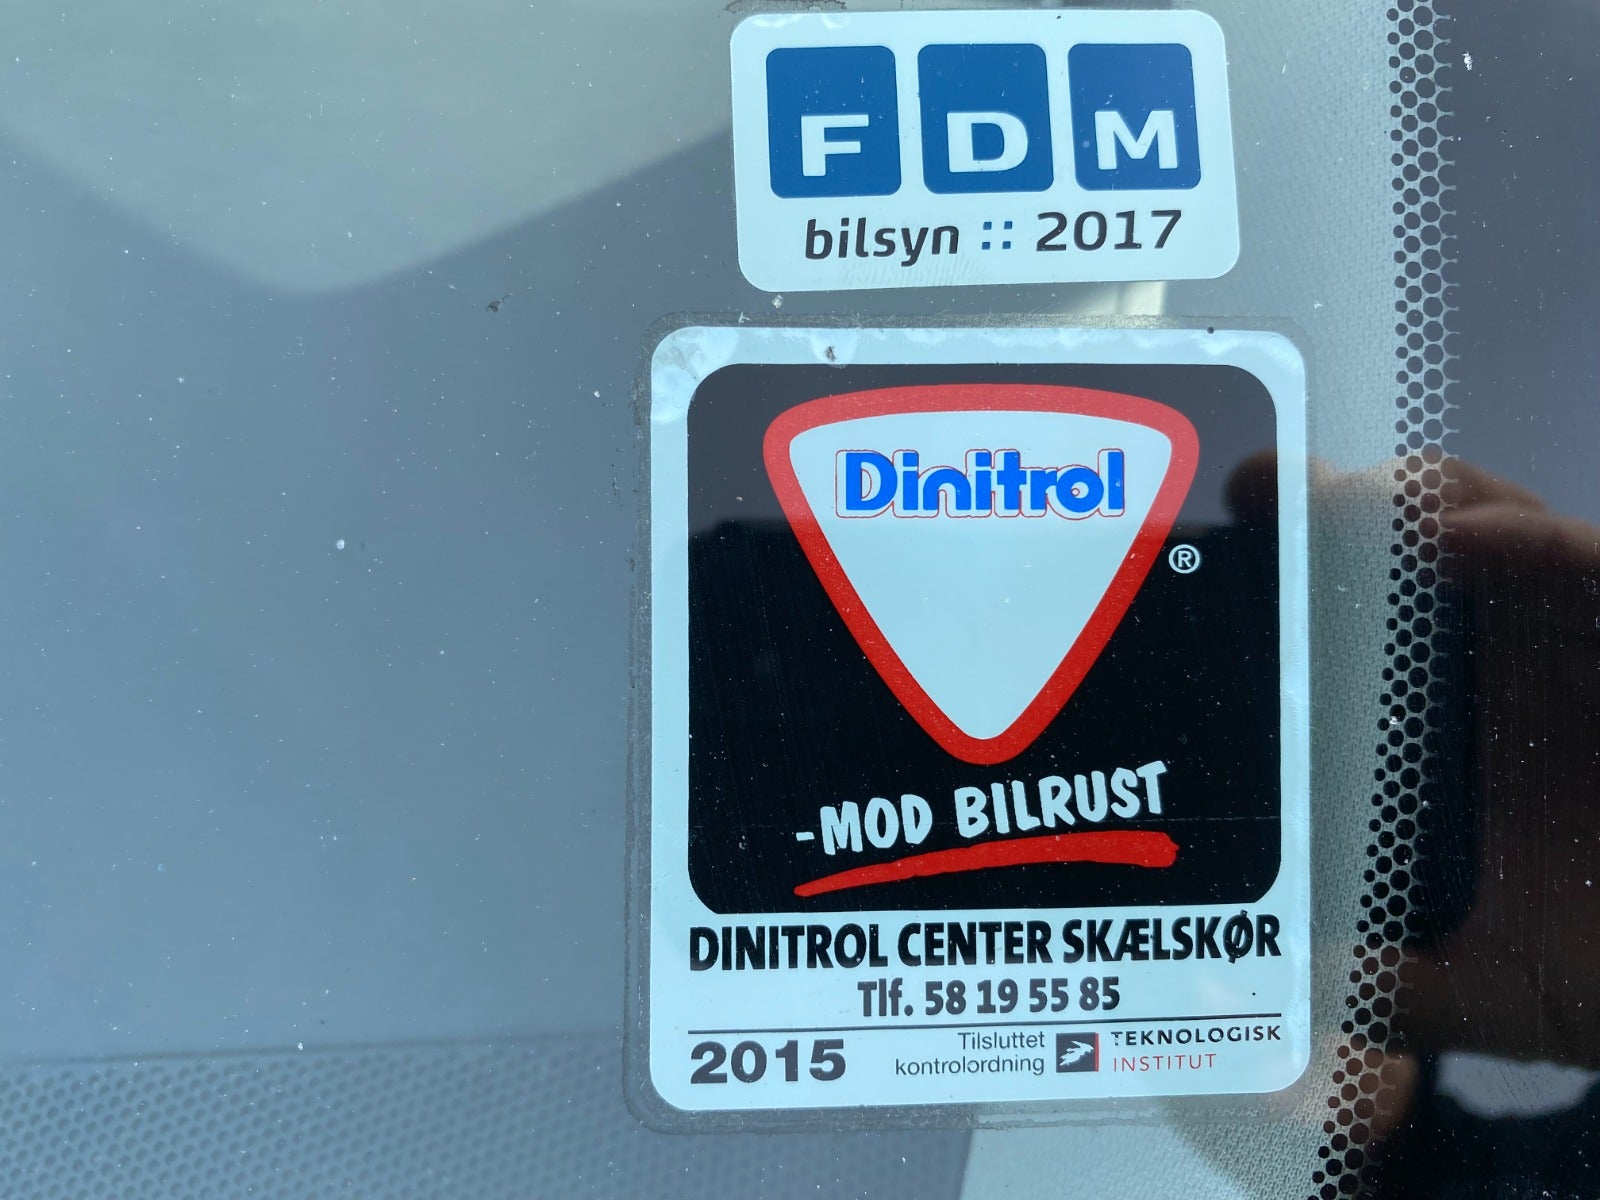 FDM
bilsyn :: 2017
Dinitrol
®
-MOD BILRUST
DINITROL CENTER SKÆLSKØR
Tlf. 58 19 55 85
2015
Tilsluttet
kontrolordning
TEKNOLOGISK
INSTITUT